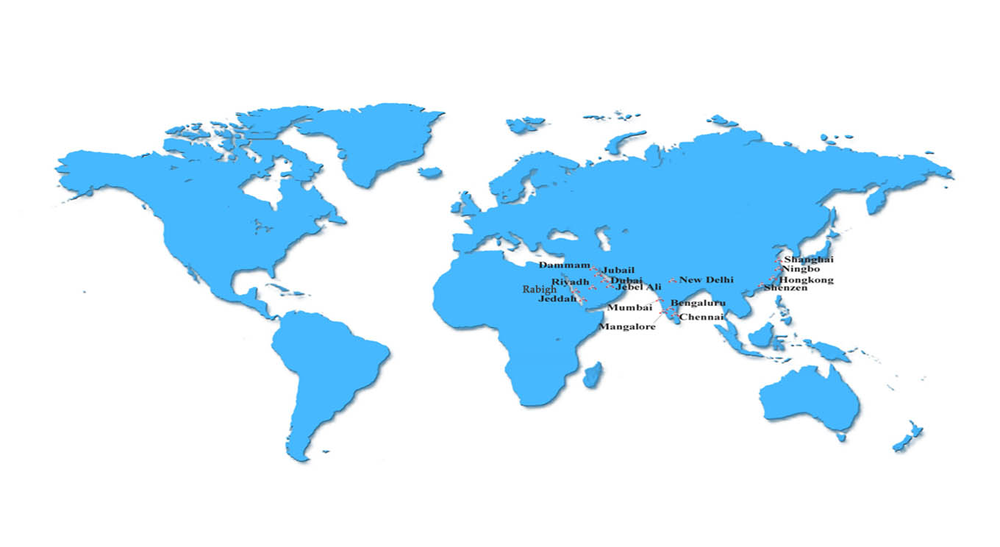 Dammam
Jubail
Riyadh
Dubai
Rabigh
Jebel Ali
Jeddah
New Delhi
Mumbai
Bengaluru
Chennai
Mangalore
Shanghai
Ningbo
Hongkong
Shenzen